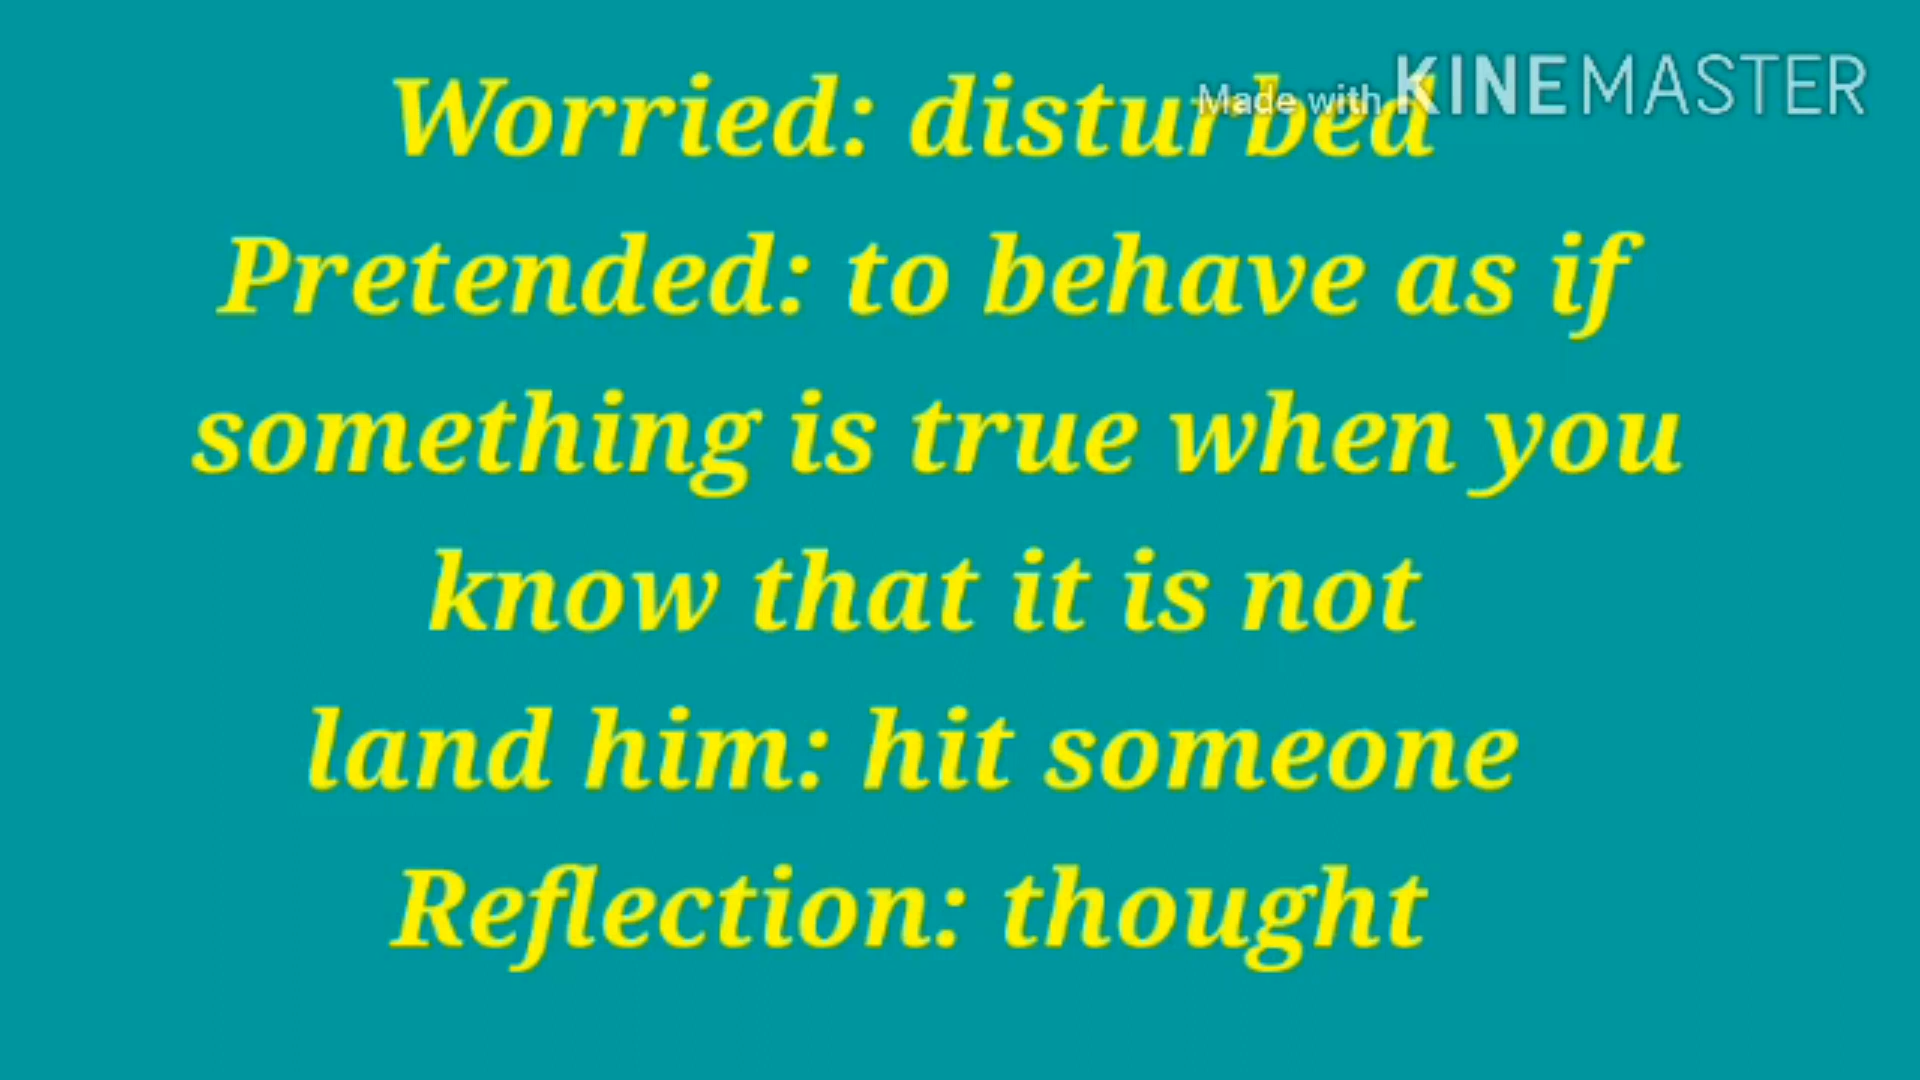 Worried: disturbed
Made with KINEMASTER
Pretended: to behave as if
something is true when you
know that it is not
land him: hit someone
Reflection: thought